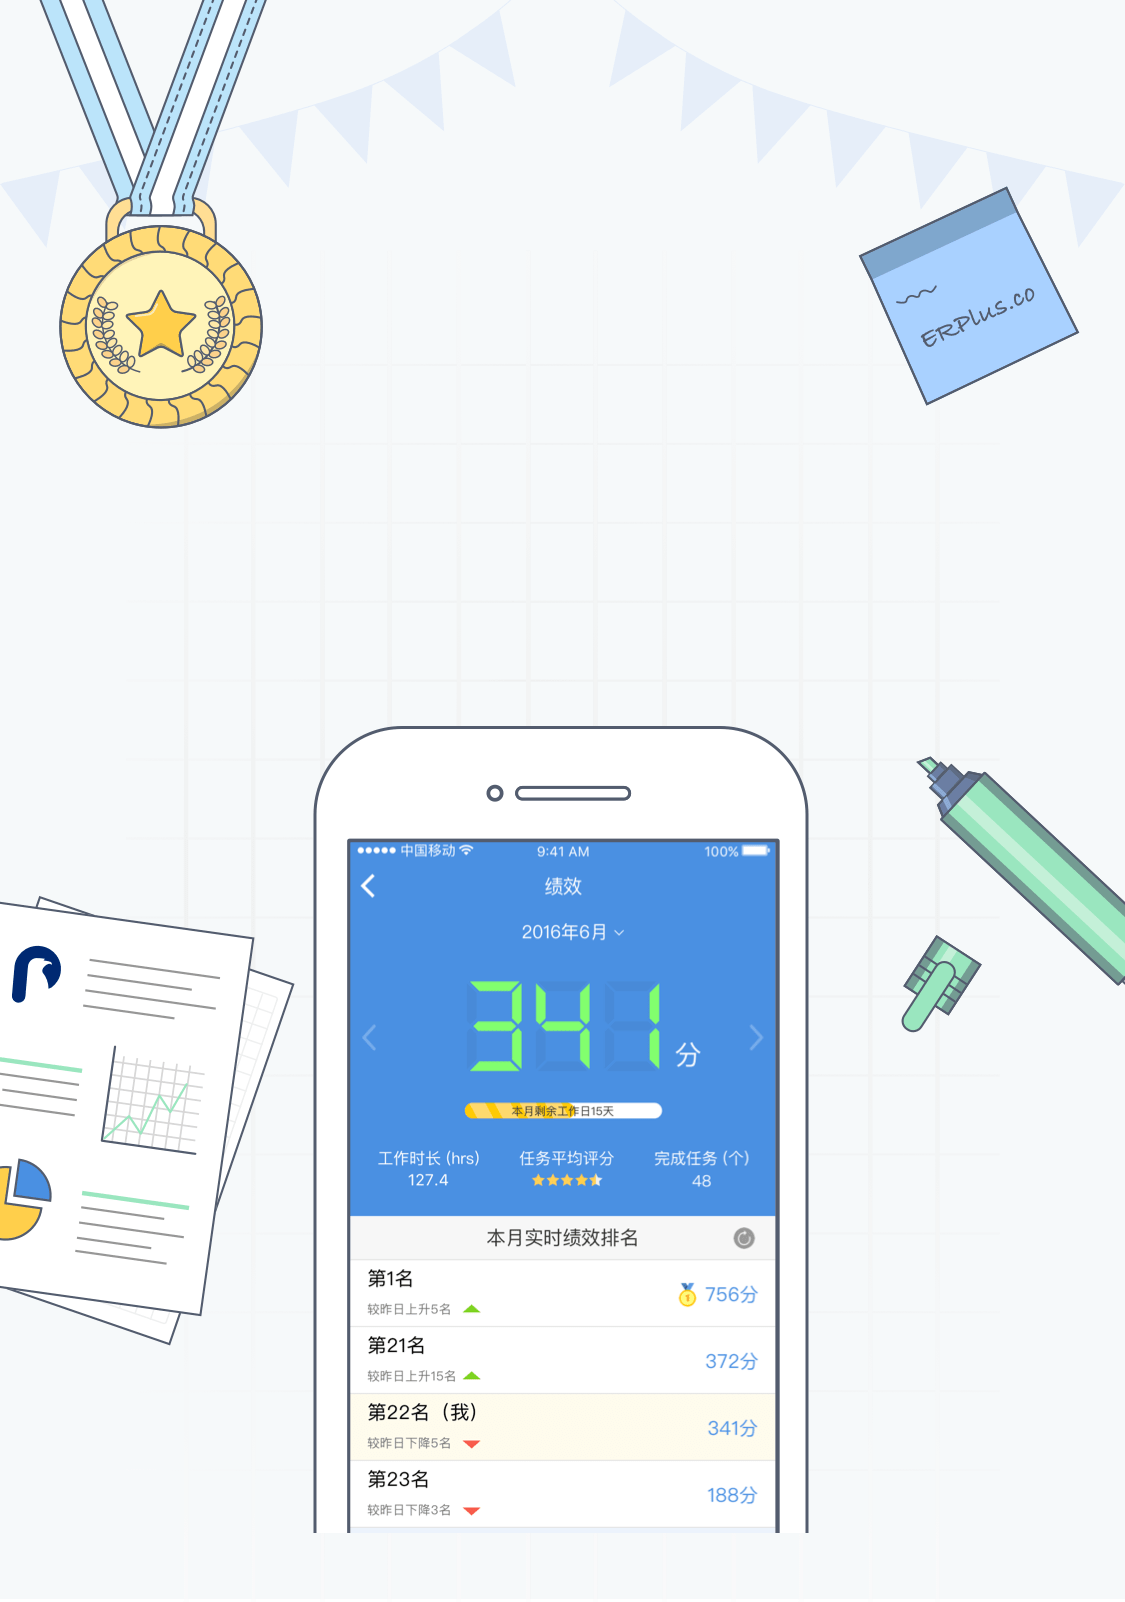 ERPlus.co
中国移动
9:41 AM
100%
绩效
2016年6月
341 分
本月剩余工作日15天
工作时长 (hrs)
127.4
任务平均评分
完成任务 (个)
48
本月实时绩效排名
第1名
较昨日上升5名
1
756分
第21名
较昨日上升15名
372分
第22名（我）
较昨日下降5名
341分
第23名
较昨日下降3名
188分